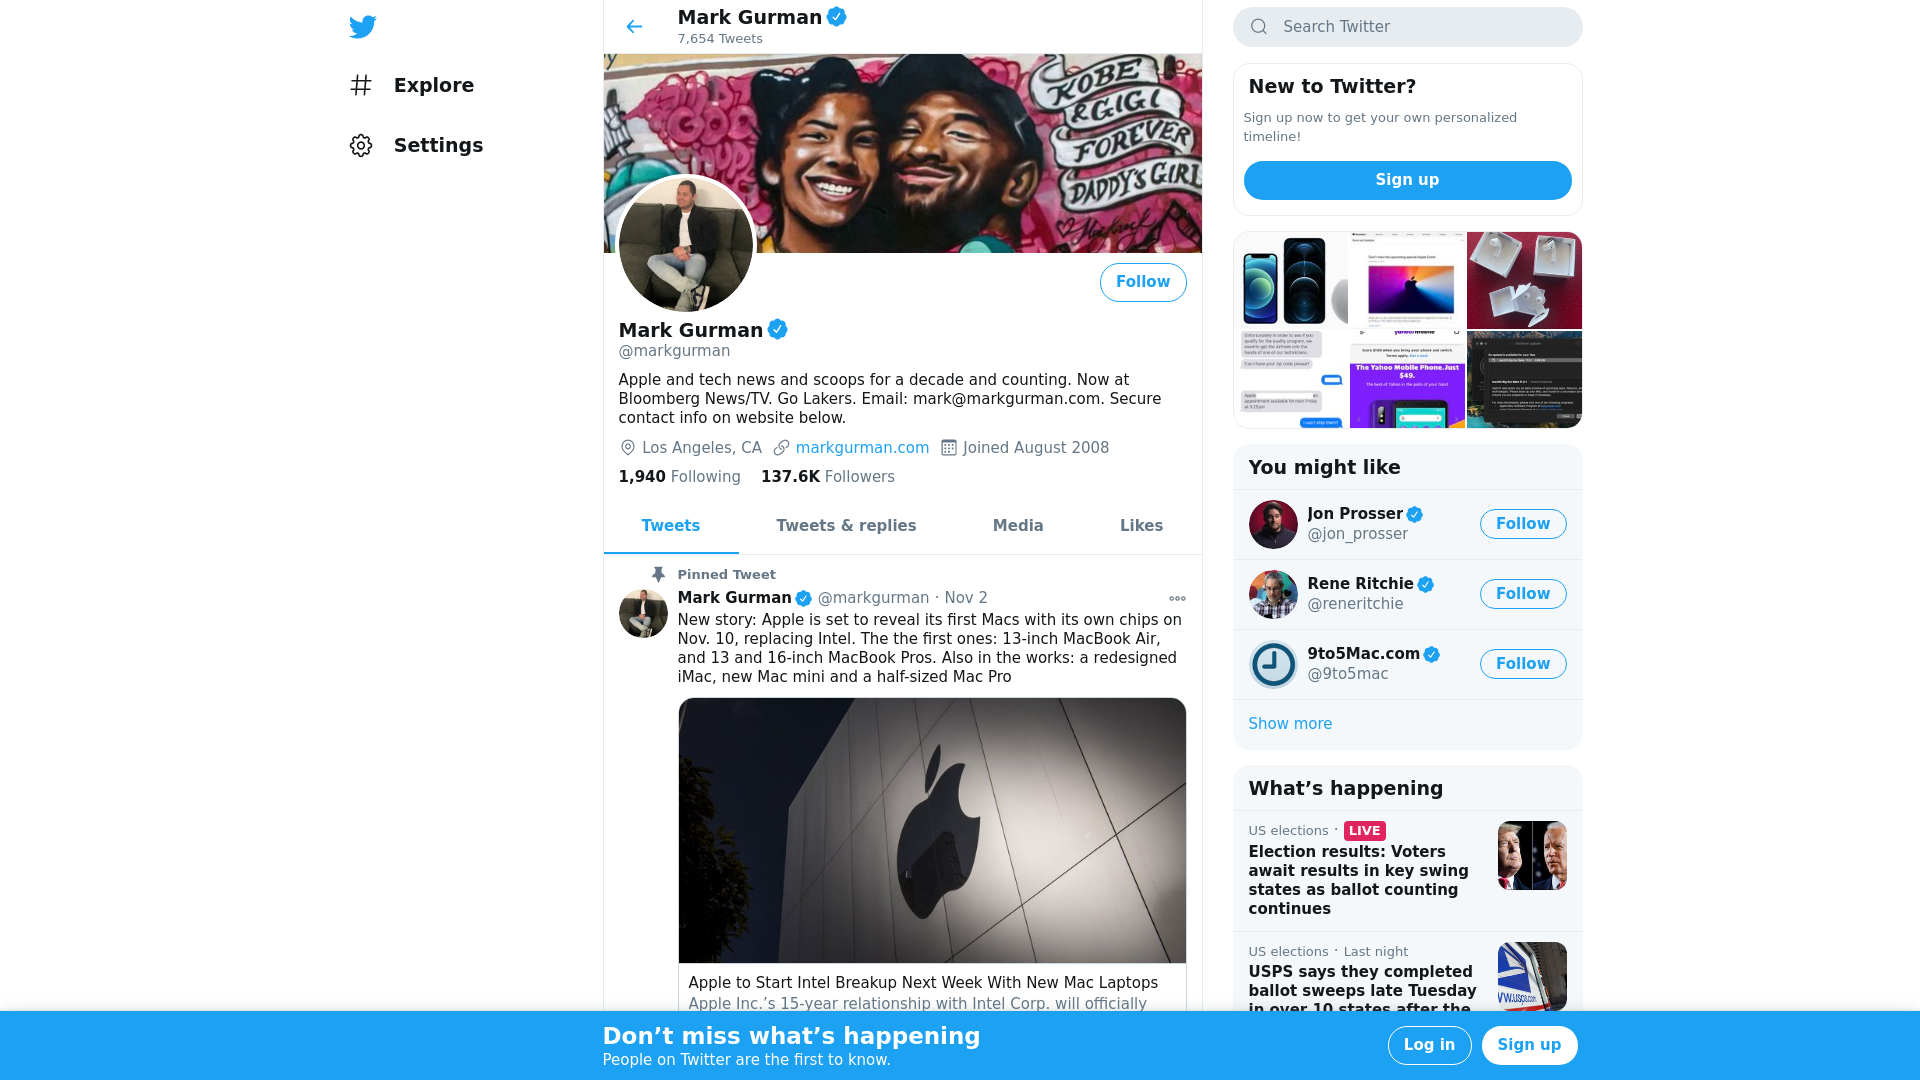 Explore
Settings
Mark Gurman
7,654 Tweets
KOBE
& GIGI
FOREVER
DADDY'S GIRL
Follow
Mark Gurman
@markgurman
Apple and tech news and scoops for a decade and counting. Now at
Bloomberg News/TV. Go Lakers. Email: mark@markgurman.com. Secure
contact info on website below.
Los Angeles, CA markgurman.com Joined August 2008
1,940 Following 137.6K Followers
Tweets Tweets & replies Media Likes
Pinned Tweet
Mark Gurman @markgurman · Nov 2
New story: Apple is set to reveal its first Macs with its own chips on
Nov. 10, replacing Intel. The the first ones: 13-inch MacBook Air,
and 13 and 16-inch MacBook Pros. Also in the works: a redesigned
iMac, new Mac mini and a half-sized Mac Pro
Apple to Start Intel Breakup Next Week With New Mac Laptops
Apple Inc.’s 15-year relationship with Intel Corp. will officially
Search Twitter
New to Twitter?
Sign up now to get your own personalized
timeline!
Sign up
The Yahoo Mobile Phone. Just
$49.
You might like
Jon Prosser
@jon_prosser
Follow
Rene Ritchie
@reneritchie
Follow
9to5Mac.com
@9to5mac
Follow
Show more
What’s happening
US elections · LIVE
Election results: Voters
await results in key swing
states as ballot counting
continues
US elections · Last night
USPS says they completed
ballot sweeps late Tuesday
in over 10 states after the
Don’t miss what’s happening
People on Twitter are the first to know.
Log in
Sign up